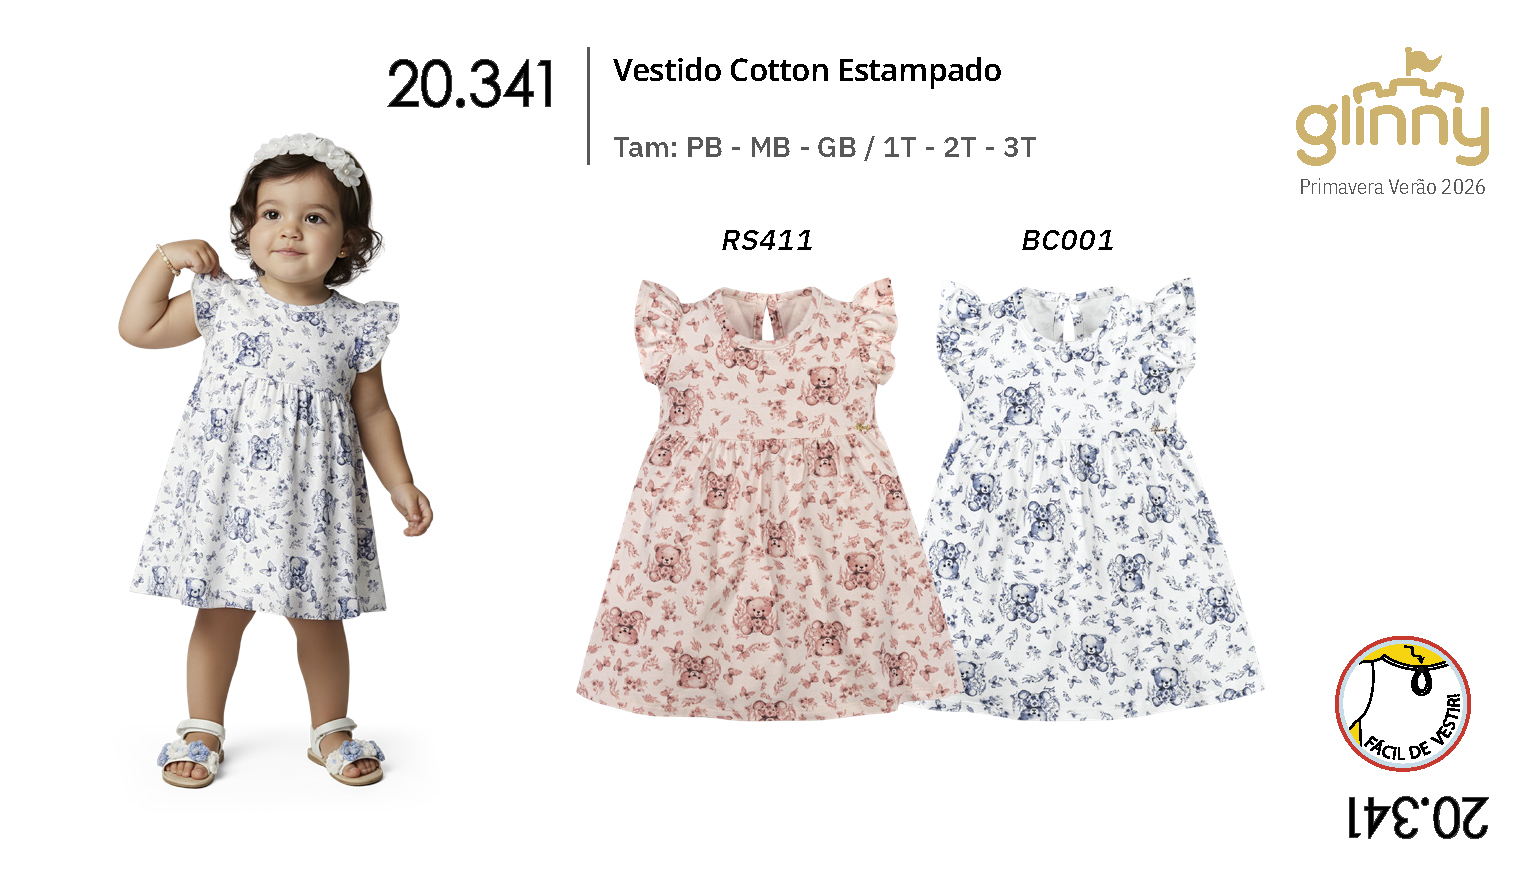 20.341
Vestido Cotton Estampado
Tam: PB - MB - GB / 1T - 2T - 3T
glinny
Primavera Verão 2026
RS411
BC001
FÁCIL DE VESTIR!
20.341